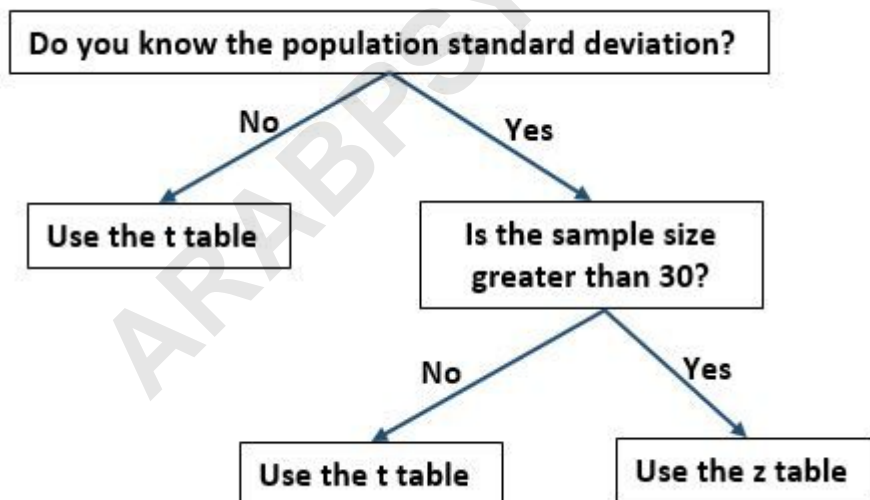 Do you know the population standard deviation?
No
Yes
Use the t table
Is the sample size
greater than 30?
No
Yes
Use the t table
Use the z table
ARABPSY